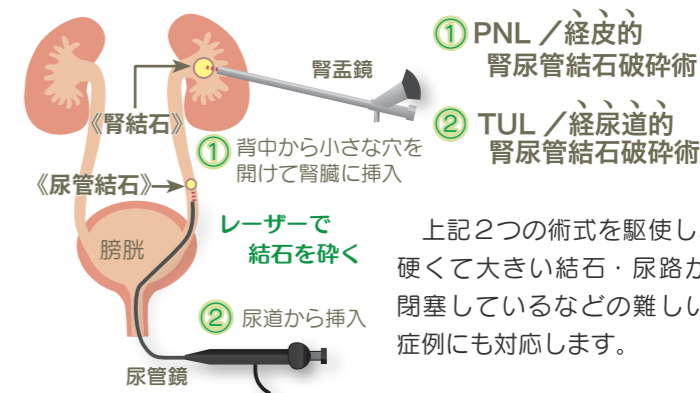 ① PNL／経皮的
腎尿管結石破砕術
② TUL／経尿道的
腎尿管結石破砕術
腎盂鏡
《腎結石》
① 背中から小さな穴を
開けて腎臓に挿入
《尿管結石》
レーザーで
結石を砕く
膀胱
② 尿道から挿入
尿管鏡
上記２つの術式を駆使し
硬くて大きい結石・尿路が
閉塞しているなどの難しい
症例にも対応します。